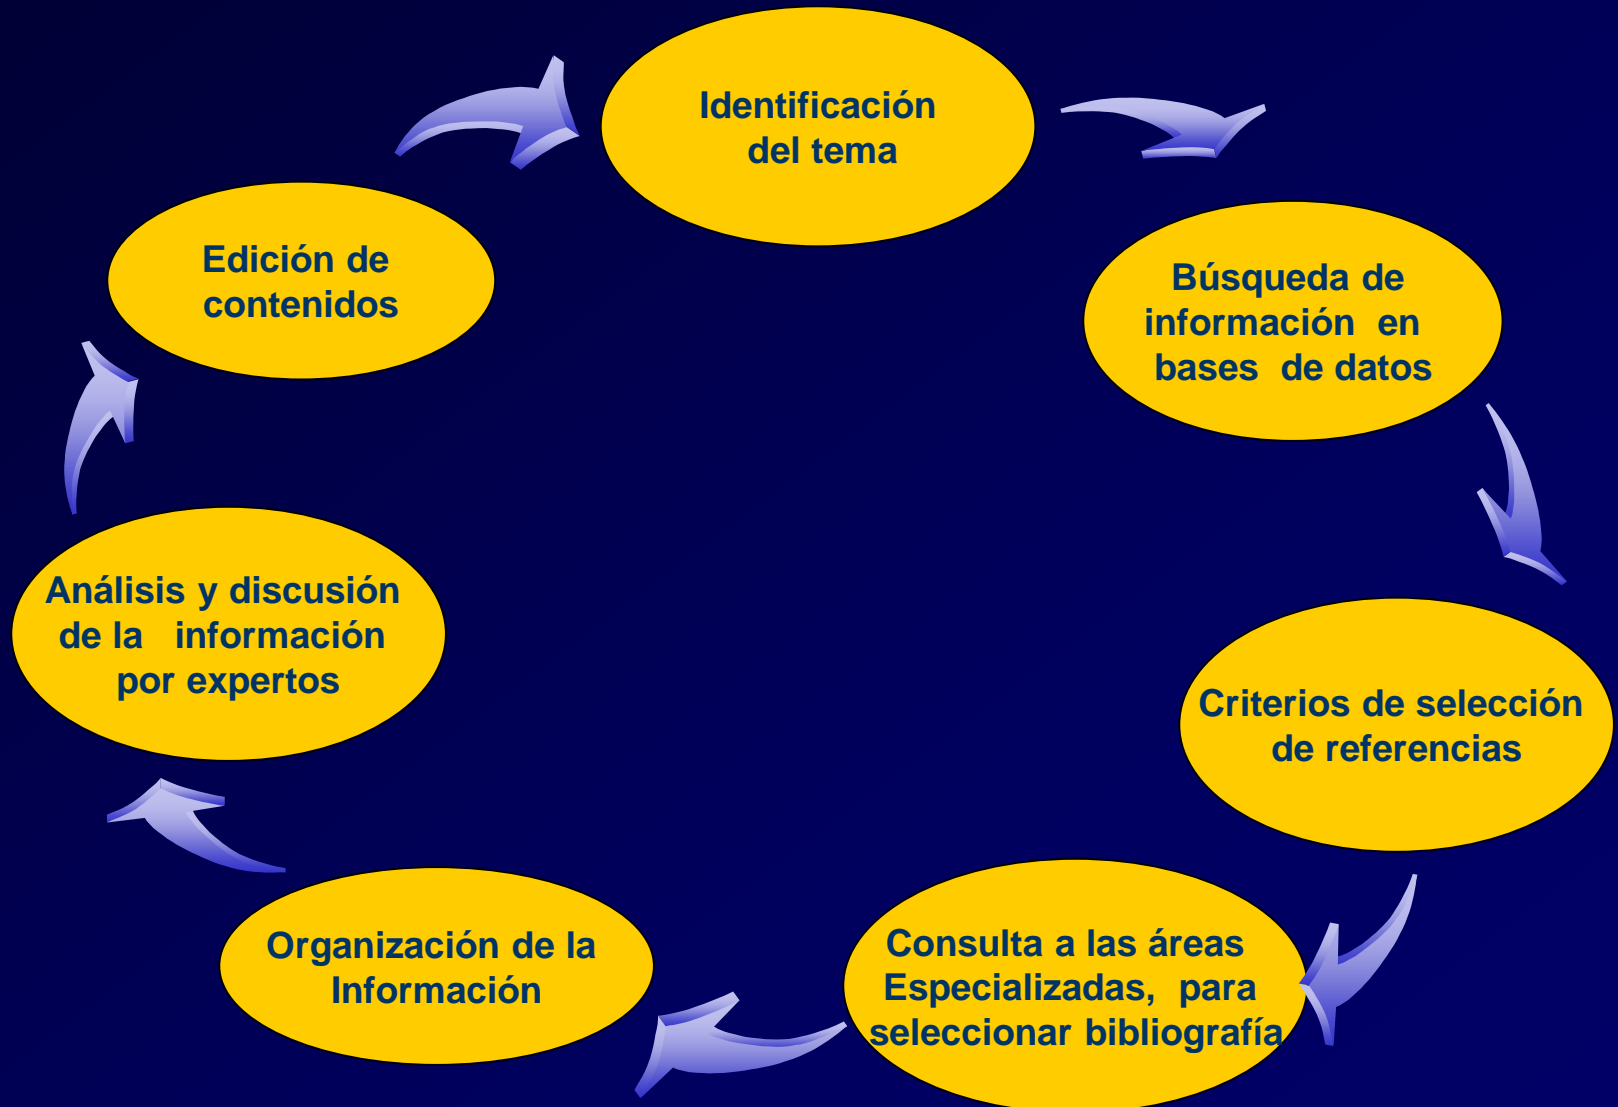 Identificación
del tema
Búsqueda de
información en
bases de datos
Criterios de selección
de referencias
Consulta a las áreas
Especializadas, para
seleccionar bibliografía
Organización de la
Información
Análisis y discusión
de la información
por expertos
Edición de
contenidos